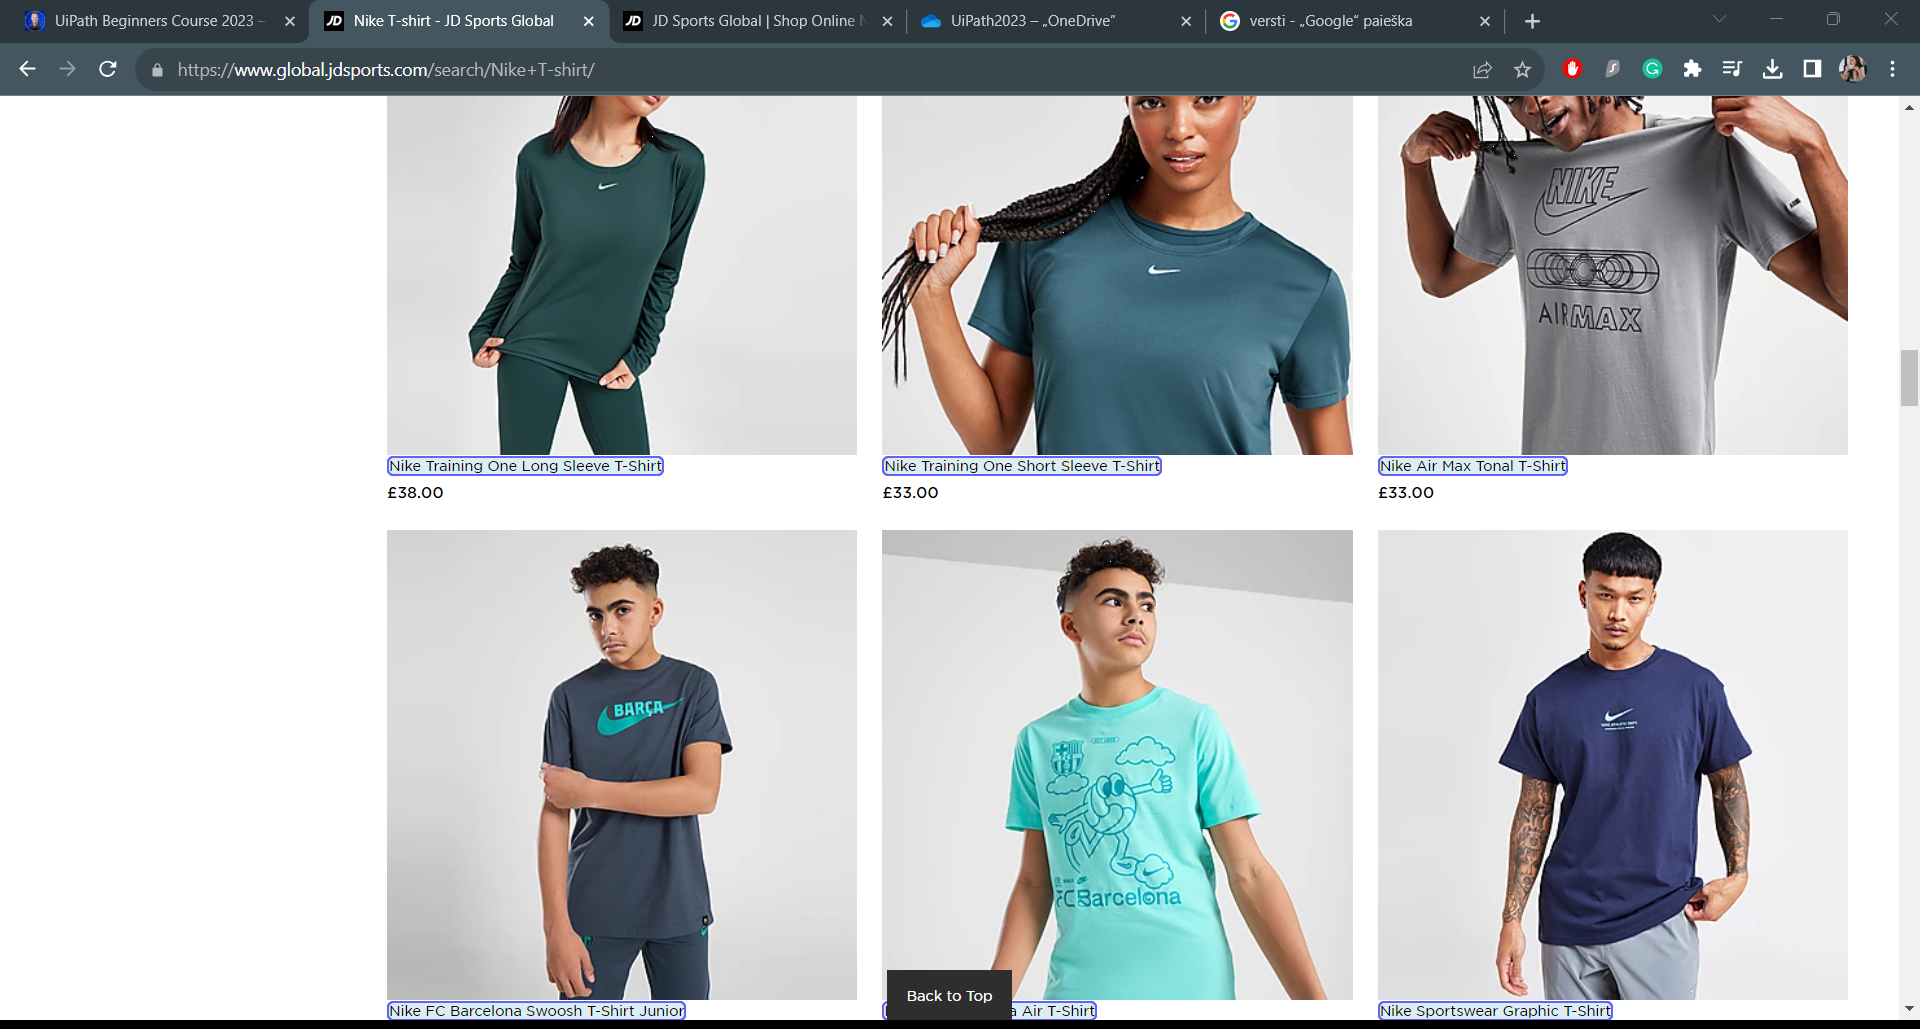 UiPath Beginners Course 2023 –
Nike T-shirt - JD Sports Global
JD Sports Global | Shop Online N
UiPath2023 – „OneDrive“
versti - „Google“ paieška
https://www.global.jdsports.com/search/Nike+T-shirt/
NIKE
AIRMAX
Nike Training One Long Sleeve T-Shirt
Nike Training One Short Sleeve T-Shirt
Nike Air Max Tonal T-Shirt
£38.00
£33.00
£33.00
BARÇA
FC Barcelona
Back to Top
Nike FC Barcelona Swoosh T-Shirt Junior
a Air T-Shirt
Nike Sportswear Graphic T-Shirt